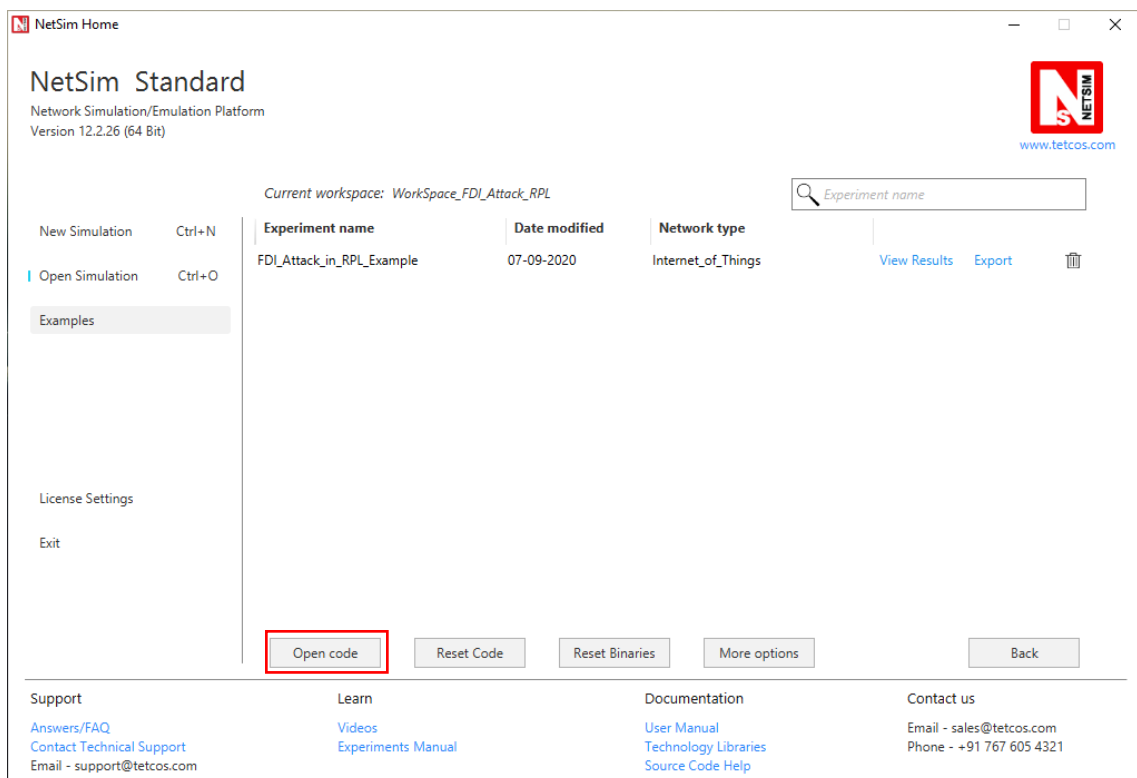 NetSim Home
NetSim Standard
Network Simulation/Emulation Platform
Version 12.2.26 (64 Bit)
NS NETSIM
www.tetcos.com
Current workspace: WorkSpace_FDI_Attack_RPL
Experiment name
New Simulation Ctrl+N
Open Simulation Ctrl+O
Examples
License Settings
Exit
Experiment name Date modified Network type
FDI_Attack_in_RPL_Example 07-09-2020 Internet_of_Things View Results Export
Open code Reset Code Reset Binaries More options Back
Support
Answers/FAQ
Contact Technical Support
Email - support@tetcos.com
Learn
Videos
Experiments Manual
Documentation
User Manual
Technology Libraries
Source Code Help
Contact us
Email - sales@tetcos.com
Phone - +91 767 605 4321